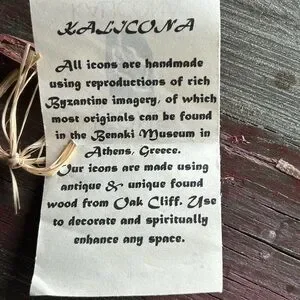 KALICONA
All icons are handmade
using reproductions of rich
Byzantine imagery, of which
most originals can be found
in the Benaki Museum in
Athens, Greece.
Our icons are made using
antique & unique found
wood from Oak Cliff. Use
to decorate and spiritually
enhance any space.